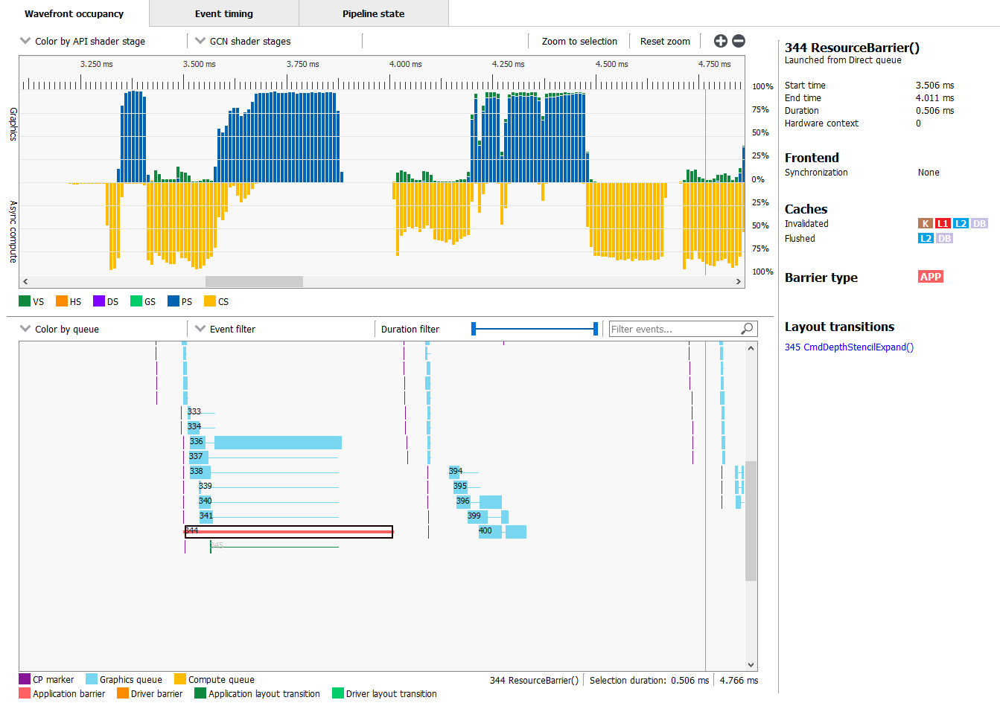 Wavefront occupancy
Event timing
Pipeline state
Color by API shader stage
GCN shader stages
Zoom to selection
Reset zoom
3.250 ms
3.500 ms
3.750 ms
4.000 ms
4.250 ms
4.500 ms
4.750 ms
Graphics
Async compute
100%
75%
50%
25%
0%
25%
50%
75%
100%
VS
HS
DS
GS
PS
CS
Color by queue
Event filter
Duration filter
Filter events...
333
334
336
337
338
339
340
341
344
345
394
395
396
399
400
CP marker
Graphics queue
Compute queue
344 ResourceBarrier()
Selection duration: 0.506 ms
4.766 ms
Application barrier
Driver barrier
Application layout transition
Driver layout transition
344 ResourceBarrier()
Launched from Direct queue
Start time 3.506 ms
End time 4.011 ms
Duration 0.506 ms
Hardware context 0
Frontend
Synchronization None
Caches
Invalidated K L1 L2 DB
Flushed L2 DB
Barrier type APP
Layout transitions
345 CmdDepthStencilExpand()